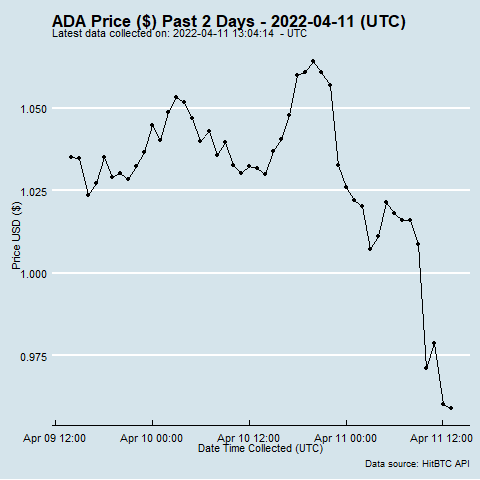 ADA Price ($) Past 2 Days - 2022-04-11 (UTC)
Latest data collected on: 2022-04-11 13:04:14 - UTC
1.050
1.025
1.000
0.975
Price USD ($)
Apr 09 12:00 Apr 10 00:00 Apr 10 12:00 Apr 11 00:00 Apr 11 12:00
Date Time Collected (UTC)
Data source: HitBTC API